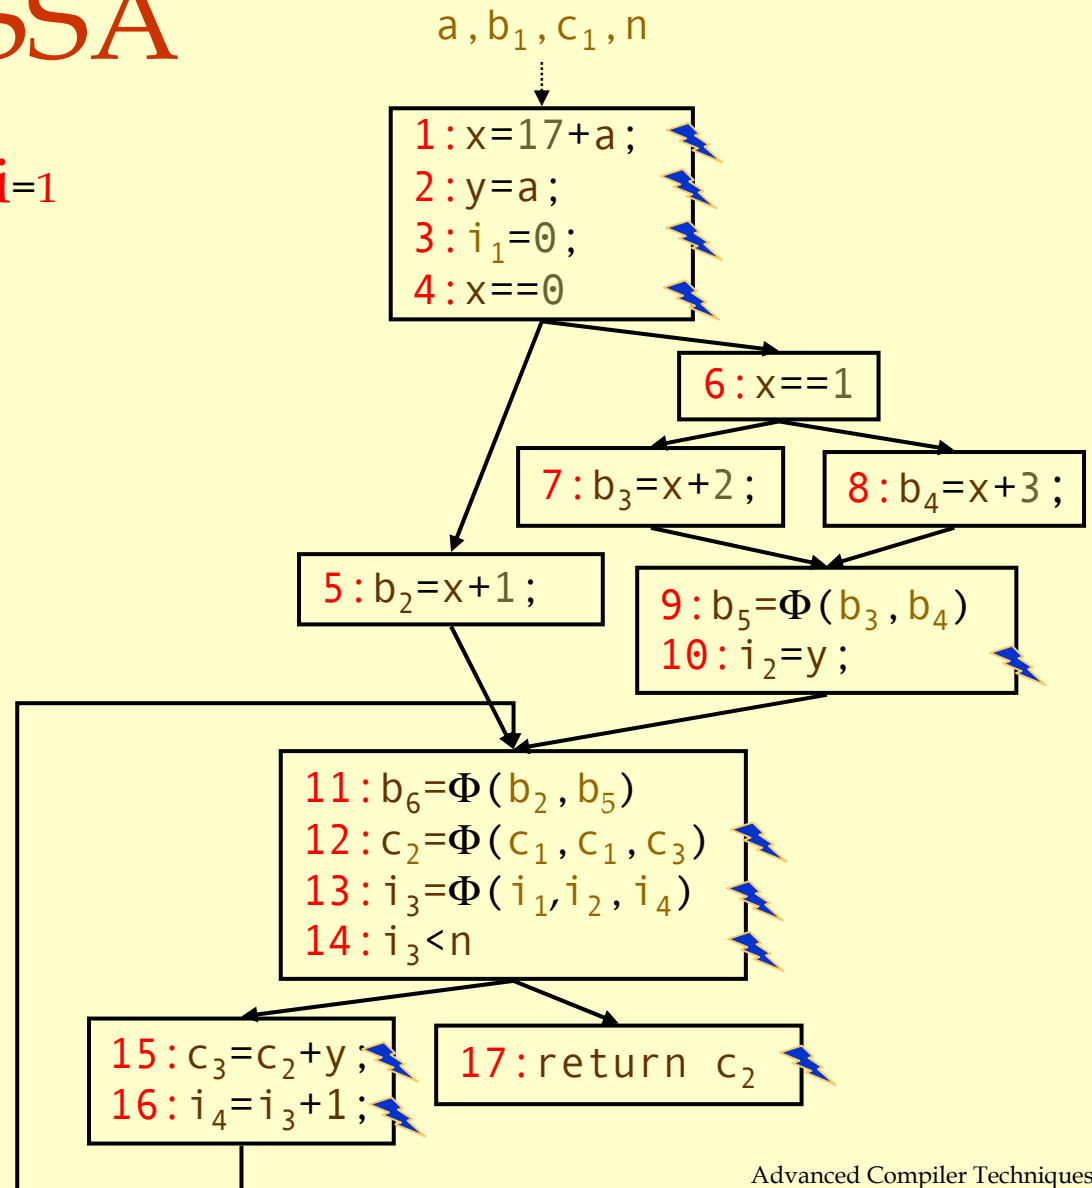 SSA
a,b₁,c₁,n
i=1
1:x=17+a;
2:y=a;
3:i₁=0;
4:x==0
6:x==1
7:b₃=x+2;
8:b₄=x+3;
5:b₂=x+1;
9:b₅=Φ(b₃,b₄)
10:i₂=y;
11:b₆=Φ(b₂,b₅)
12:c₂=Φ(c₁,c₁,c₃)
13:i₃=Φ(i₁,i₂,i₄)
14:i₃<n
15:c₃=c₂+y;
16:i₄=i₃+1;
17:return c₂
Advanced Compiler Techniques